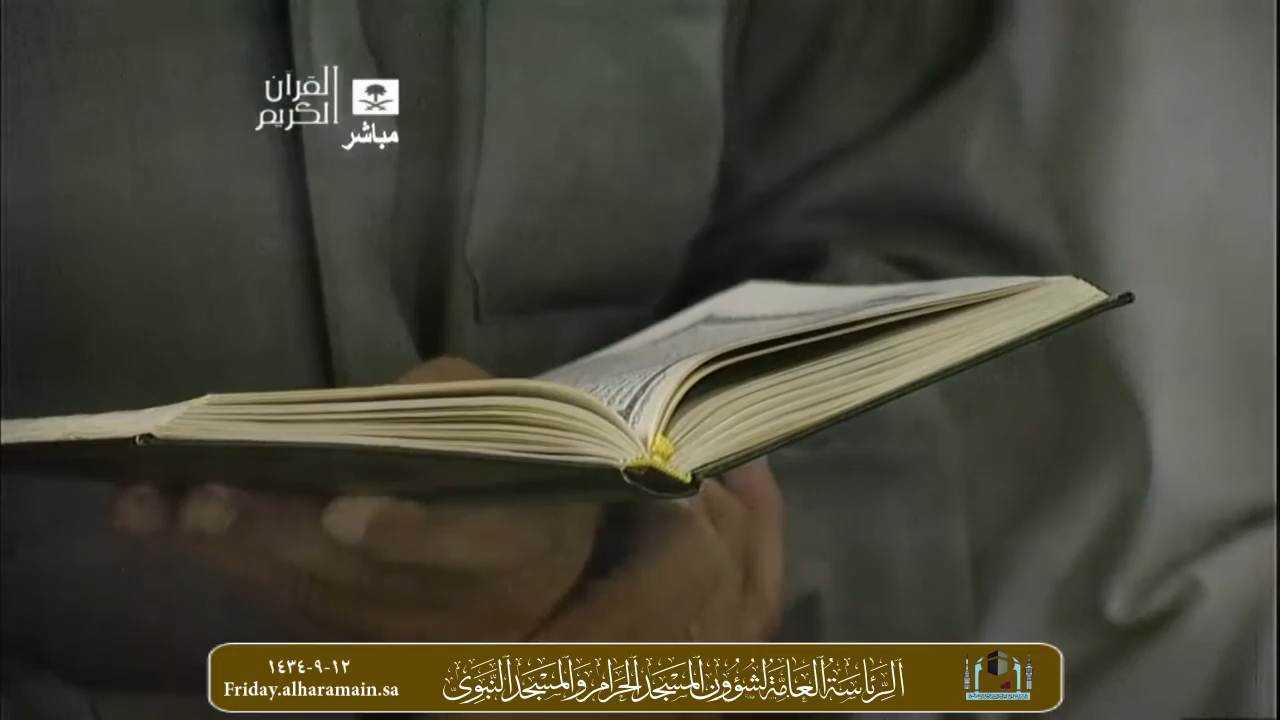 القرآن
الكريم
مباشر
الرئاسة العامة لشؤون المسجد الحرام والمسجد النبوي
١٤٣٤-٩-١٢
Friday.alharamain.sa